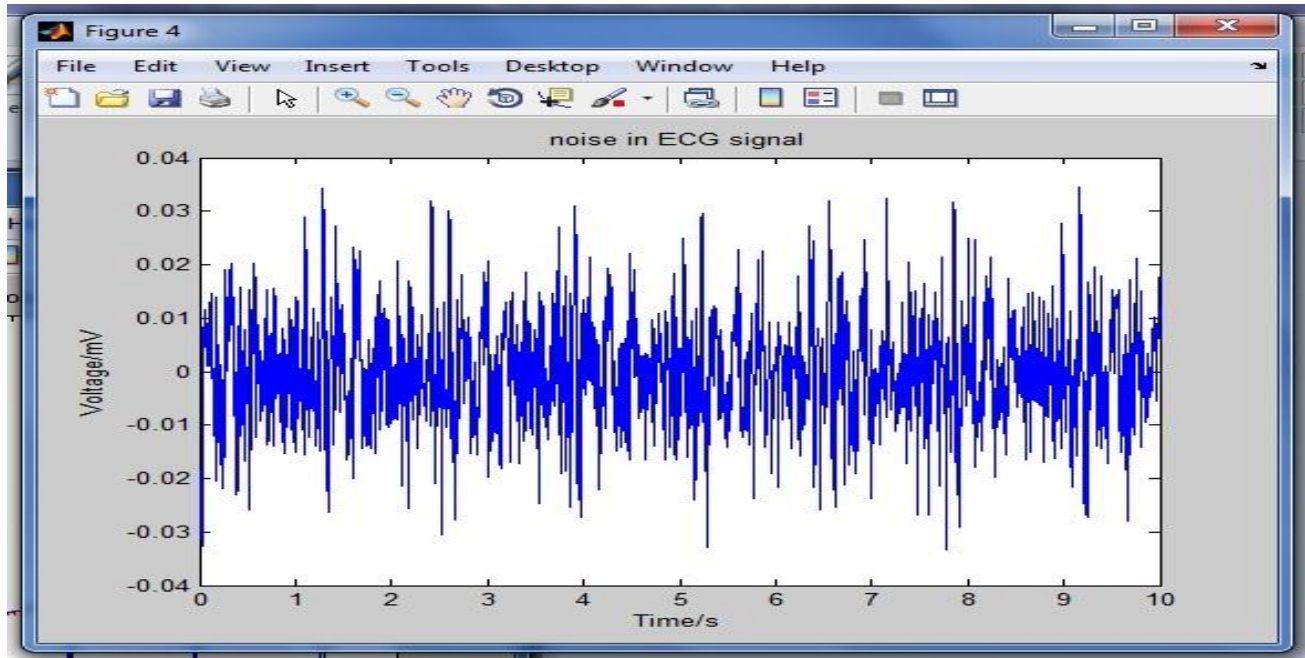 Figure 4
File Edit View Insert Tools Desktop Window Help
noise in ECG signal
0.04
0.03
0.02
0.01
0
-0.01
-0.02
-0.03
-0.04
Voltage/mV
0 1 2 3 4 5 6 7 8 9 10
Time/s